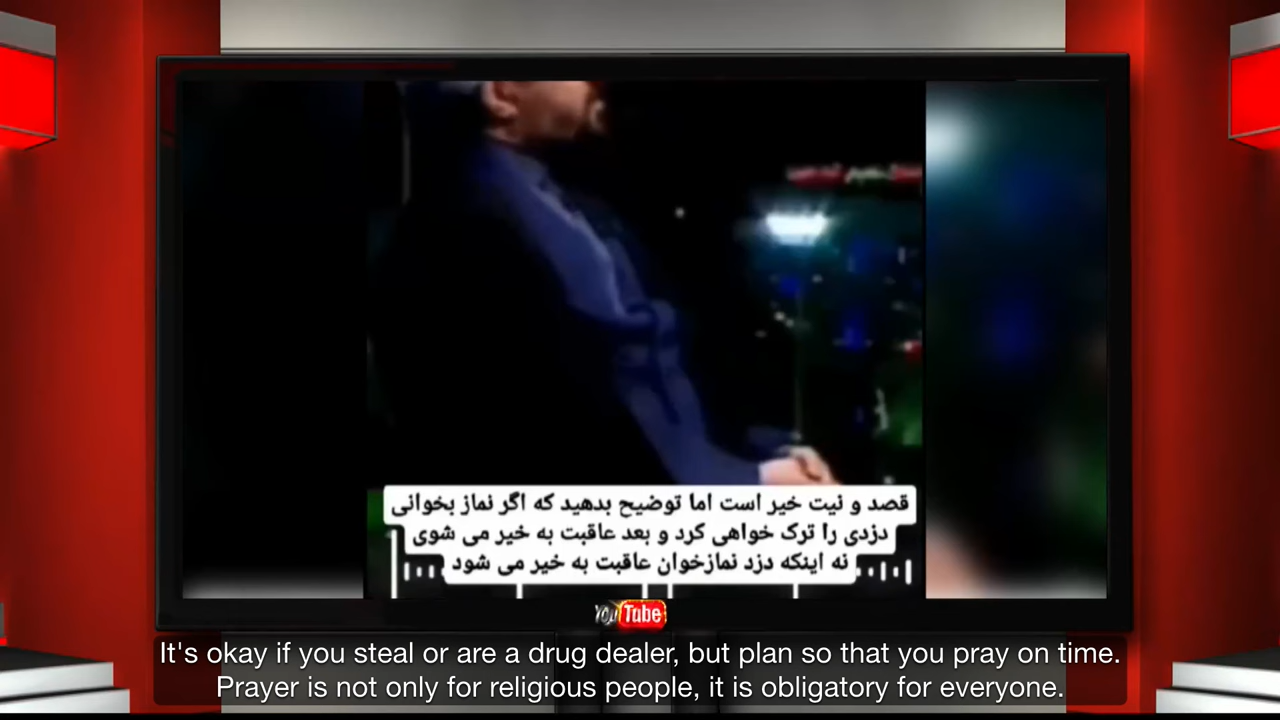 قصد و نیت خیر است اما توضیح بدهید که اگر نماز بخوانی
دزدی را ترک خواهی کرد و بعد عاقبت به خیر می شوی
نه اینکه دزد نمازخوان عاقبت به خیر می شود
YouTube
It's okay if you steal or are a drug dealer, but plan so that you pray on time.
Prayer is not only for religious people, it is obligatory for everyone.